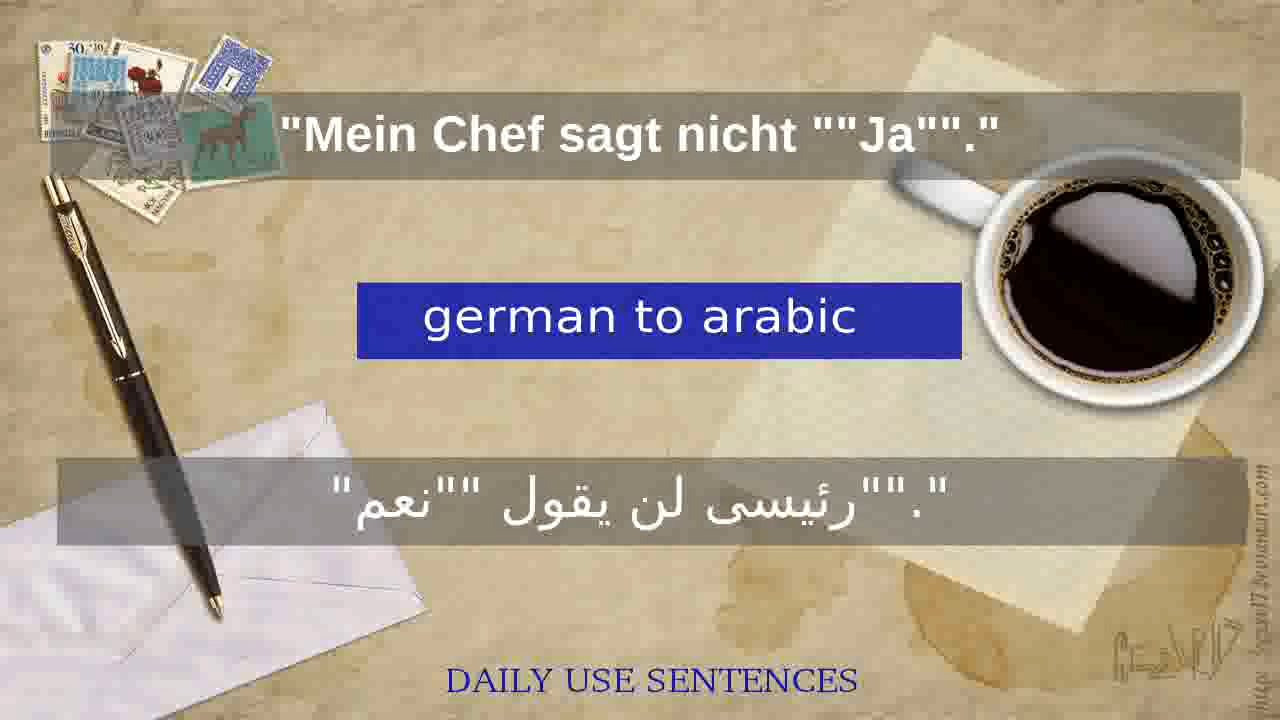 "Mein Chef sagt nicht ""Ja""."
german to arabic
"رئيسى لن يقول ""نعم""."
DAILY USE SENTENCES